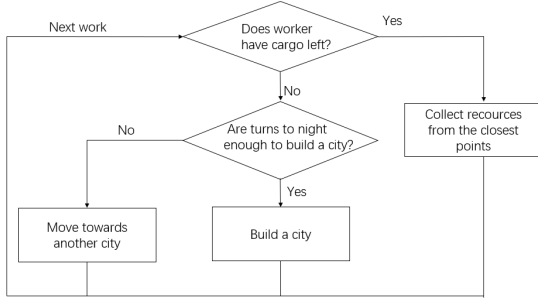 Next work
Does worker
have cargo left?
Yes
No
Collect recources
from the closest
points
No
Are turns to night
enough to build a city?
Yes
Move towards
another city
Build a city